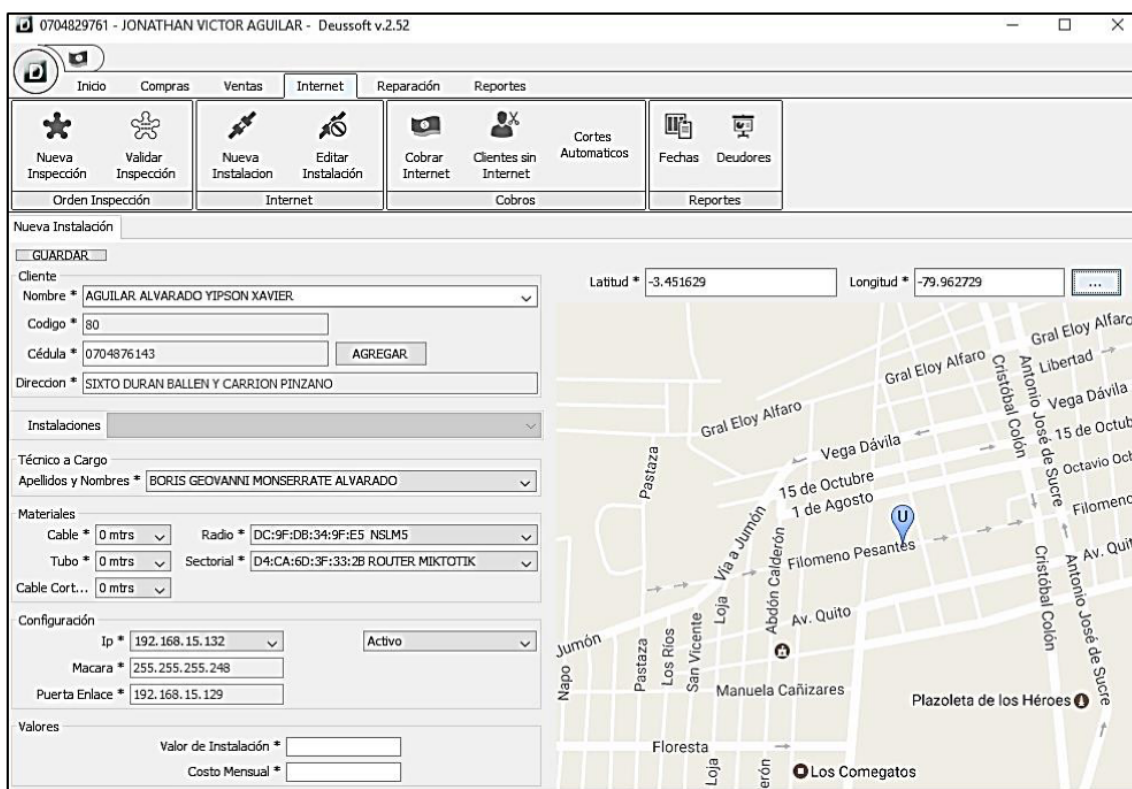 0704829761 - JONATHAN VICTOR AGUILAR - Deussoft v.2.52
Inicio Compras Ventas Internet Reparación Reportes
Nueva Inspección
Validar Inspección
Nueva Instalacion
Editar Instalación
Cobrar Internet
Clientes sin Internet
Cortes Automaticos
Fechas
Deudores
Orden Inspección Internet Cobros Reportes
Nueva Instalación
GUARDAR
Cliente
Nombre * AGUILAR ALVARADO YIPSON XAVIER
Codigo * 80
Cédula * 0704876143 AGREGAR
Direccion * SIXTO DURAN BALLEN Y CARRION PINZANO
Instalaciones
Técnico a Cargo
Apellidos y Nombres * BORIS GEOVANNI MONSERRATE ALVARADO
Materiales
Cable * 0 mtrs Radio * DC:9F:DB:34:9F:E5 NSLM5
Tubo * 0 mtrs Sectorial * D4:CA:6D:3F:33:2B ROUTER MIKTOTIK
Cable Cort... 0 mtrs
Configuración
Ip * 192.168.15.132 Activo
Macara * 255.255.255.248
Puerta Enlace * 192.168.15.129
Valores
Valor de Instalación *
Costo Mensual *
Latitud * -3.451629 Longitud * -79.962729 ...
Gral Eloy Alfaro
Gral Eloy Alfaro
Gral Eloy Alfaro
Libertad
Vega Dávila
Vega Dávila
15 de Octubre
15 de Octub
1 de Agosto
Octavio Och
Cristóbal Colón
Antonio José de Sucre
Pastaza
Vía a Jumón
U
Filomeno Pesantes
Filomeno
Av. Quito
Av. Quit
Abdón Calderón
Loja
San Vicente
Los Ríos
Pastaza
Jumón
Napo
Manuela Cañizares
Cristóbal Colón
Antonio José de Sucre
Plazoleta de los Héroes
Floresta
Loja
erón
Los Comegatos